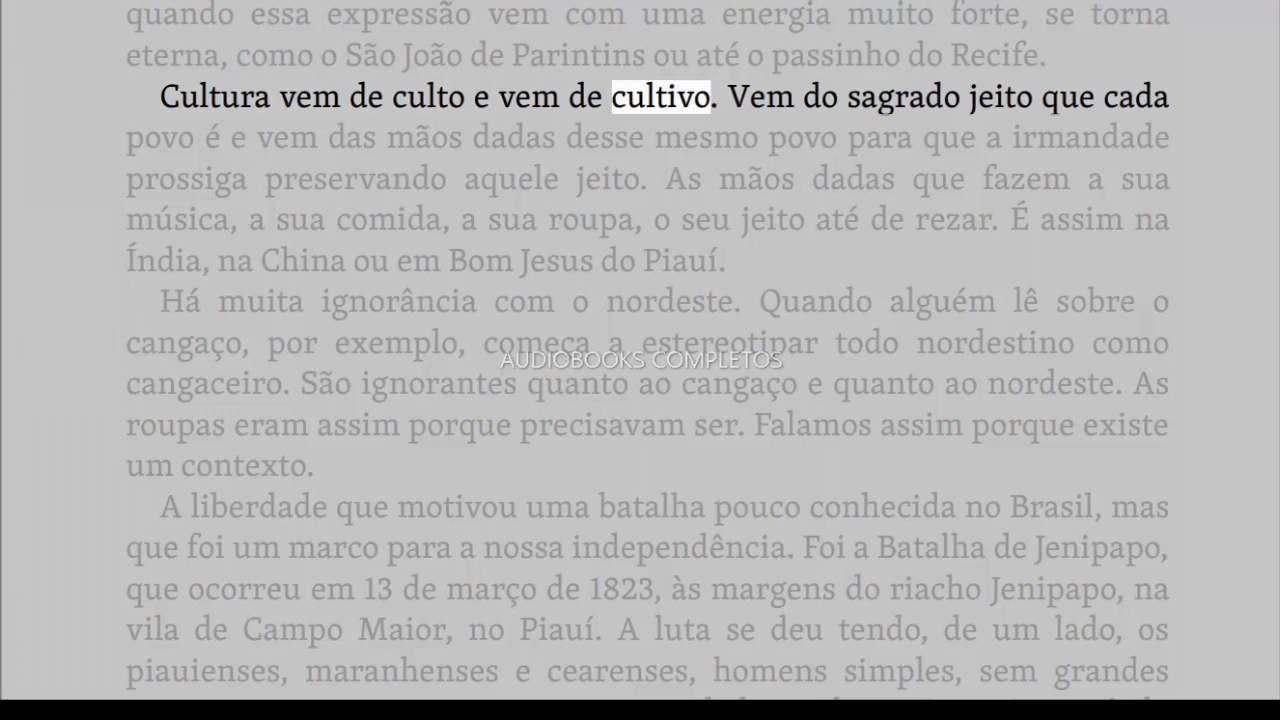 quando essa expressão vem com uma energia muito forte, se torna
eterna, como o São João de Parintins ou até o passinho do Recife.
Cultura vem de culto e vem de cultivo. Vem do sagrado jeito que cada
povo é e vem das mãos dadas desse mesmo povo para que a irmandade
prossiga preservando aquele jeito. As mãos dadas que fazem a sua
música, a sua comida, a sua roupa, o seu jeito até de rezar. É assim na
Índia, na China ou em Bom Jesus do Piauí.
Há muita ignorância com o nordeste. Quando alguém lê sobre o
cangaço, por exemplo, começa a estereotipar todo nordestino como
AUDIOBOOKS COMPLETOS
cangaceiro. São ignorantes quanto ao cangaço e quanto ao nordeste. As
roupas eram assim porque precisavam ser. Falamos assim porque existe
um contexto.
A liberdade que motivou uma batalha pouco conhecida no Brasil, mas
que foi um marco para a nossa independência. Foi a Batalha de Jenipapo,
que ocorreu em 13 de março de 1823, às margens do riacho Jenipapo, na
vila de Campo Maior, no Piauí. A luta se deu tendo, de um lado, os
piauienses, maranhenses e cearenses, homens simples, sem grandes